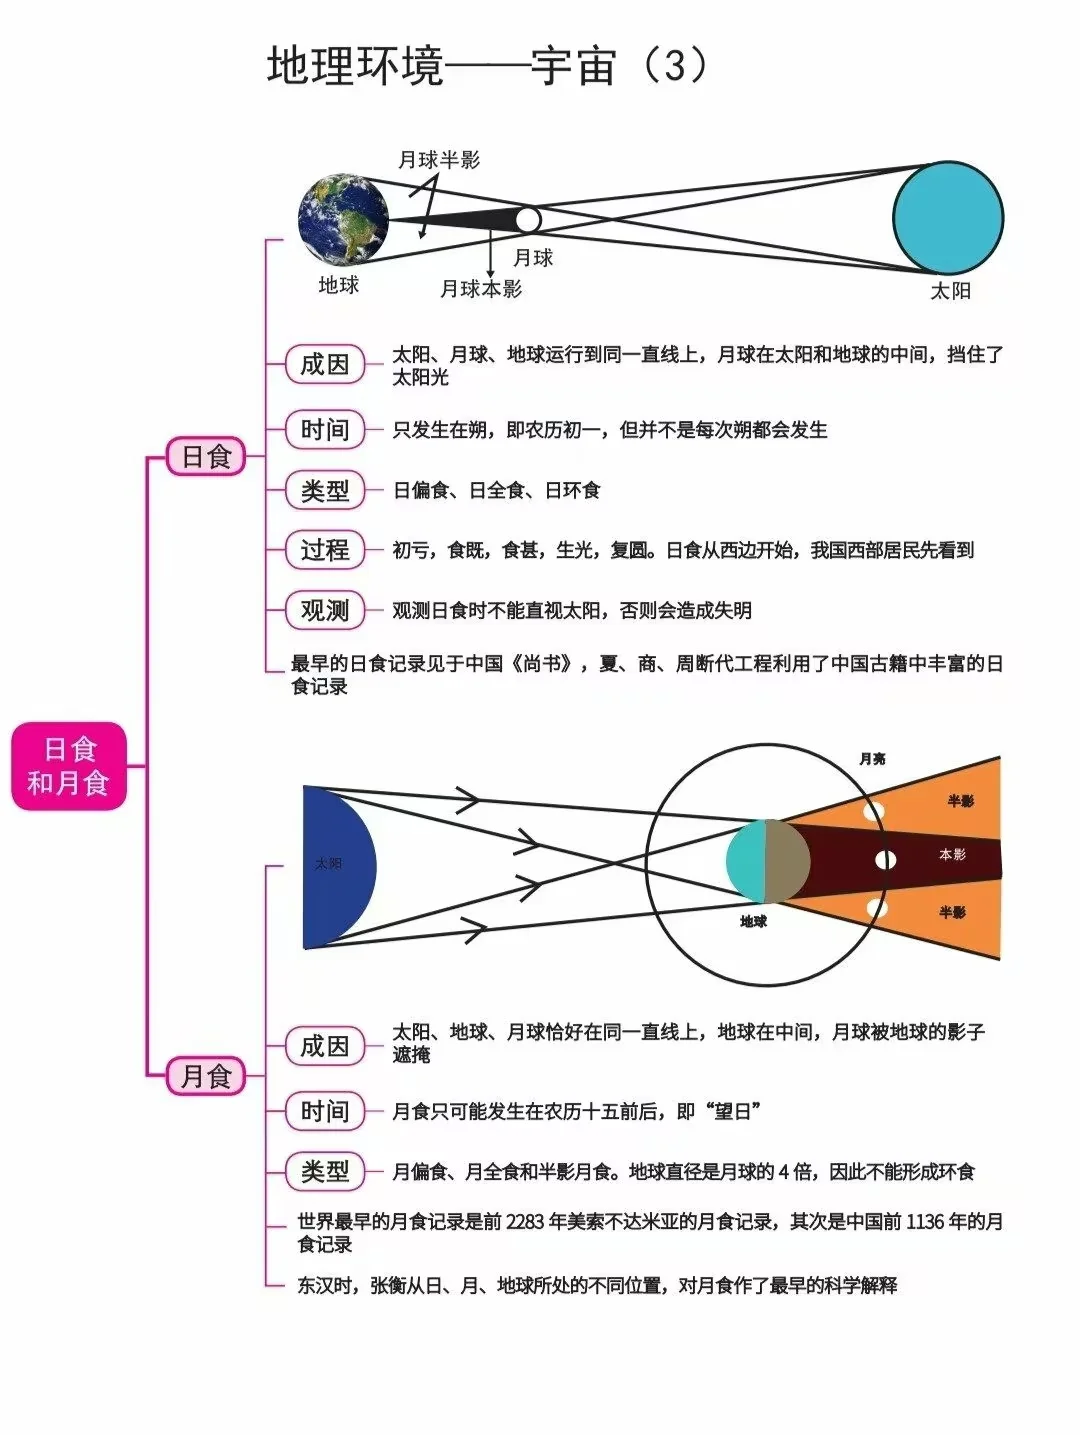 地理环境——宇宙（3）
月球半影
月球
地球
月球本影
太阳
成因
太阳、月球、地球运行到同一直线上，月球在太阳和地球的中间，挡住了
太阳光
时间
只发生在朔，即农历初一，但并不是每次朔都会发生
日食
类型
日偏食、日全食、日环食
过程
初亏，食既，食甚，生光，复圆。日食从西边开始，我国西部居民先看到
观测
观测日食时不能直视太阳，否则会造成失明
最早的日食记录见于中国《尚书》，夏、商、周断代工程利用了中国古籍中丰富的日
食记录
日食
和月食
月亮
半影
太阳
本影
半影
地球
成因
太阳、地球、月球恰好在同一直线上，地球在中间，月球被地球的影子
遮掩
月食
时间
月食只可能发生在农历十五前后，即“望日”
类型
月偏食、月全食和半影月食。地球直径是月球的 4 倍，因此不能形成环食
世界最早的月食记录是前 2283 年美索不达米亚的月食记录，其次是中国前 1136 年的月
食记录
东汉时，张衡从日、月、地球所处的不同位置，对月食作了最早的科学解释